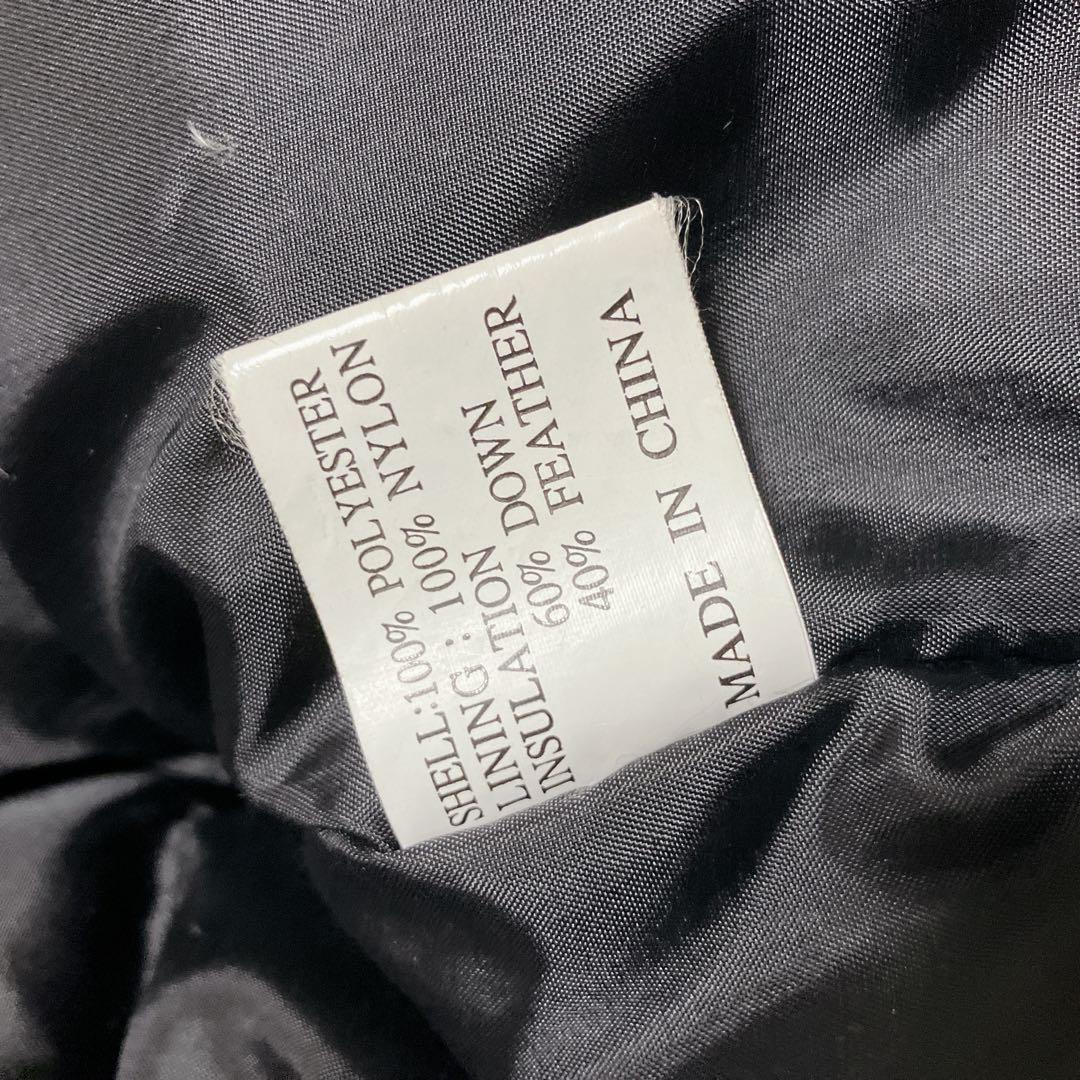 SHELL:100% POLYESTER
LINING: 100% NYLON
INSULATION
60% DOWN
40% FEATHER
MADE IN CHINA